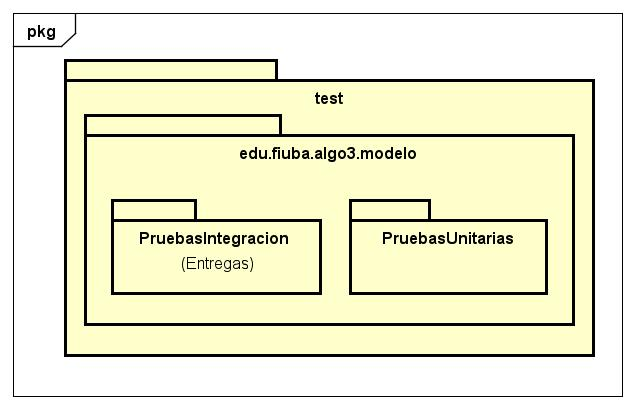 pkg
test
edu.fiuba.algo3.modelo
PruebasIntegracion
(Entregas)
PruebasUnitarias